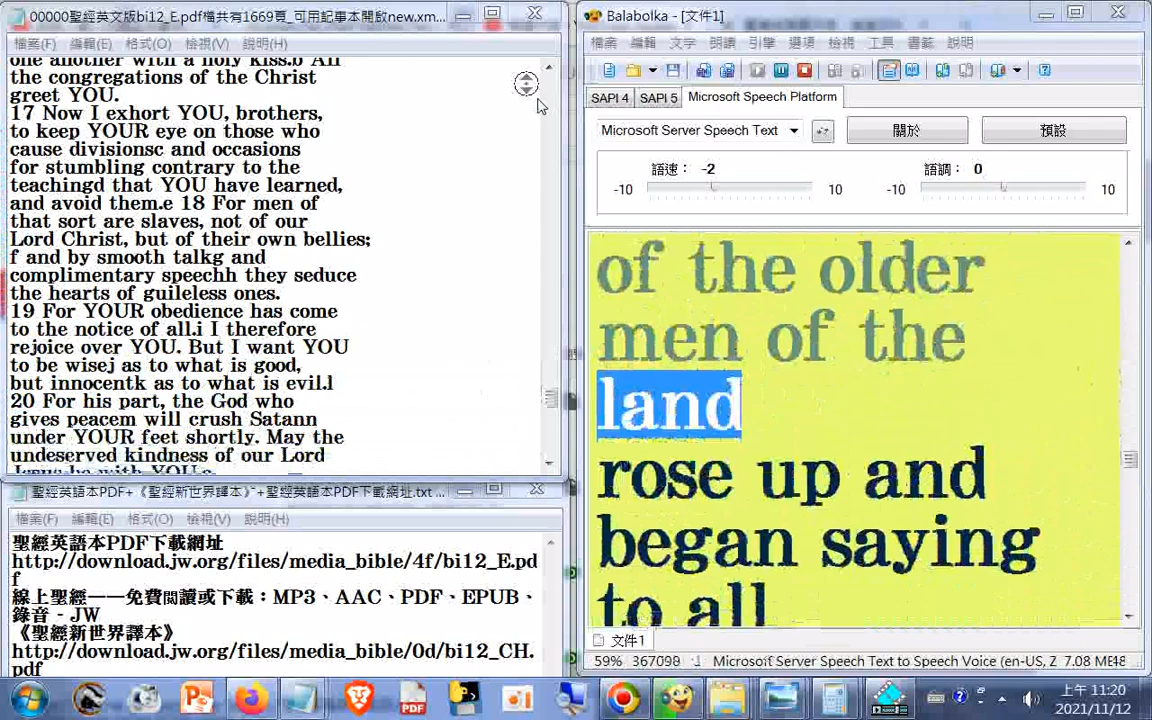 00000聖經英文版bi12_E.pdf檔共有1669頁_可用記事本開啟new.xm...
檔案(F) 編輯(E) 格式(O) 檢視(V) 說明(H)
one another with a holy kiss.b All
the congregations of the Christ
greet YOU.
17 Now I exhort YOU, brothers,
to keep YOUR eye on those who
cause divisionsc and occasions
for stumbling contrary to the
teachingd that YOU have learned,
and avoid them.e 18 For men of
that sort are slaves, not of our
Lord Christ, but of their own bellies;
f and by smooth talkg and
complimentary speechh they seduce
the hearts of guileless ones.
19 For YOUR obedience has come
to the notice of all.i I therefore
rejoice over YOU. But I want YOU
to be wisej as to what is good,
but innocentk as to what is evil.l
20 For his part, the God who
gives peacem will crush Satann
under YOUR feet shortly. May the
undeserved kindness of our Lord
Jesus be with YOU.o
聖經英語本PDF+《聖經新世界譯本》"+聖經英語本PDF下載網址.txt ...
檔案(F) 編輯(E) 格式(O) 檢視(V) 說明(H)
聖經英語本PDF下載網址
http://download.jw.org/files/media_bible/4f/bi12_E.pd
f
線上聖經——免費閱讀或下載：MP3、AAC、PDF、EPUB、
錄音 - JW
《聖經新世界譯本》
http://download.jw.org/files/media_bible/0d/bi12_CH.
pdf
Balabolka - [文件1]
檔案 編輯 文字 朗讀 引擎 選項 檢視 工具 書籤 說明
SAPI 4 SAPI 5 Microsoft Speech Platform
Microsoft Server Speech Text 關於 預設
語速： -2 語調： 0
-10 10 -10 10
of the older
men of the
land
rose up and
began saying
to all
文件1
59% 367098 Microsoft Server Speech Text to Speech Voice (en-US, Z 7.08 ME48
PDF
上午 11:20
2021/11/12